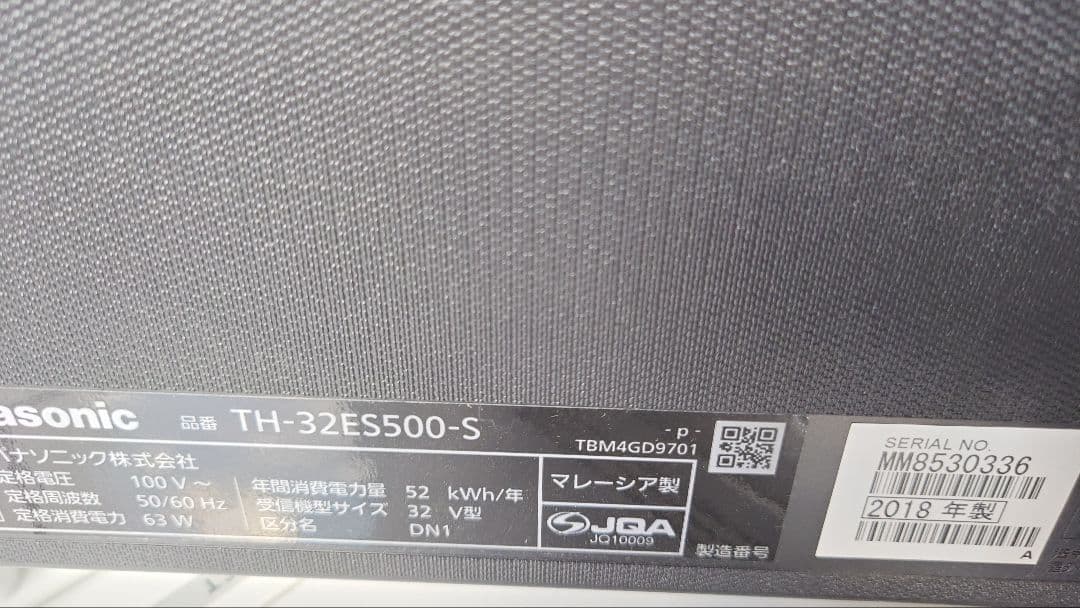 asonic 品番 TH-32ES500-S
- p -
TBM4GD9701
パナソニック株式会社
定格電圧 100 V ～
定格周波数 50/60 Hz
定格消費電力 63 W
年間消費電力量 52 kWh/年
受信機型サイズ 32 V型
区分名 DN1
マレーシア製
JQA
JQ10009
製造番号
SERIAL NO.
MM8530336
2018 年製
A